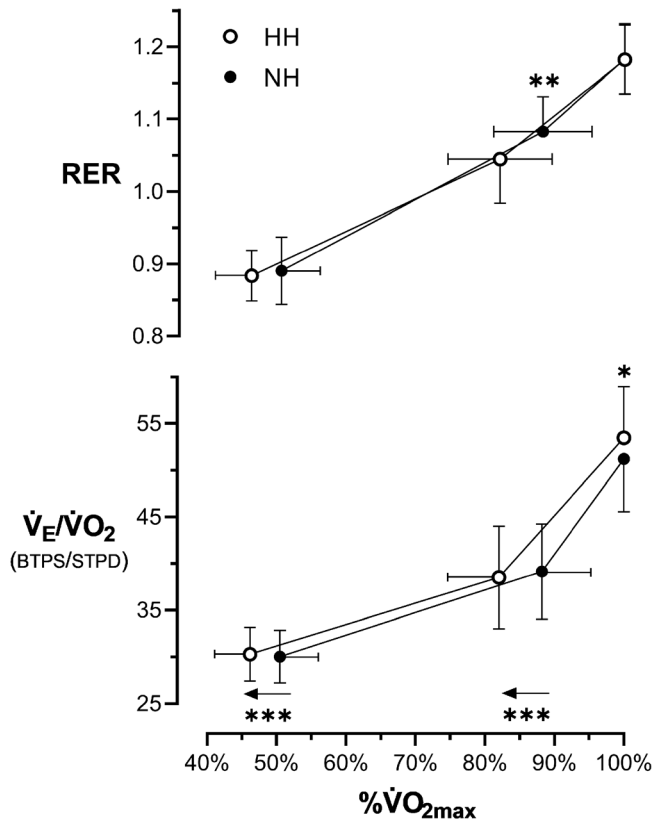 HH
NH
1.2
1.1
1.0
0.9
0.8
RER
**
*
55
45
35
25
V̇E/V̇O2
(BTPS/STPD)
*** ***
40% 50% 60% 70% 80% 90% 100%
%V̇O2max